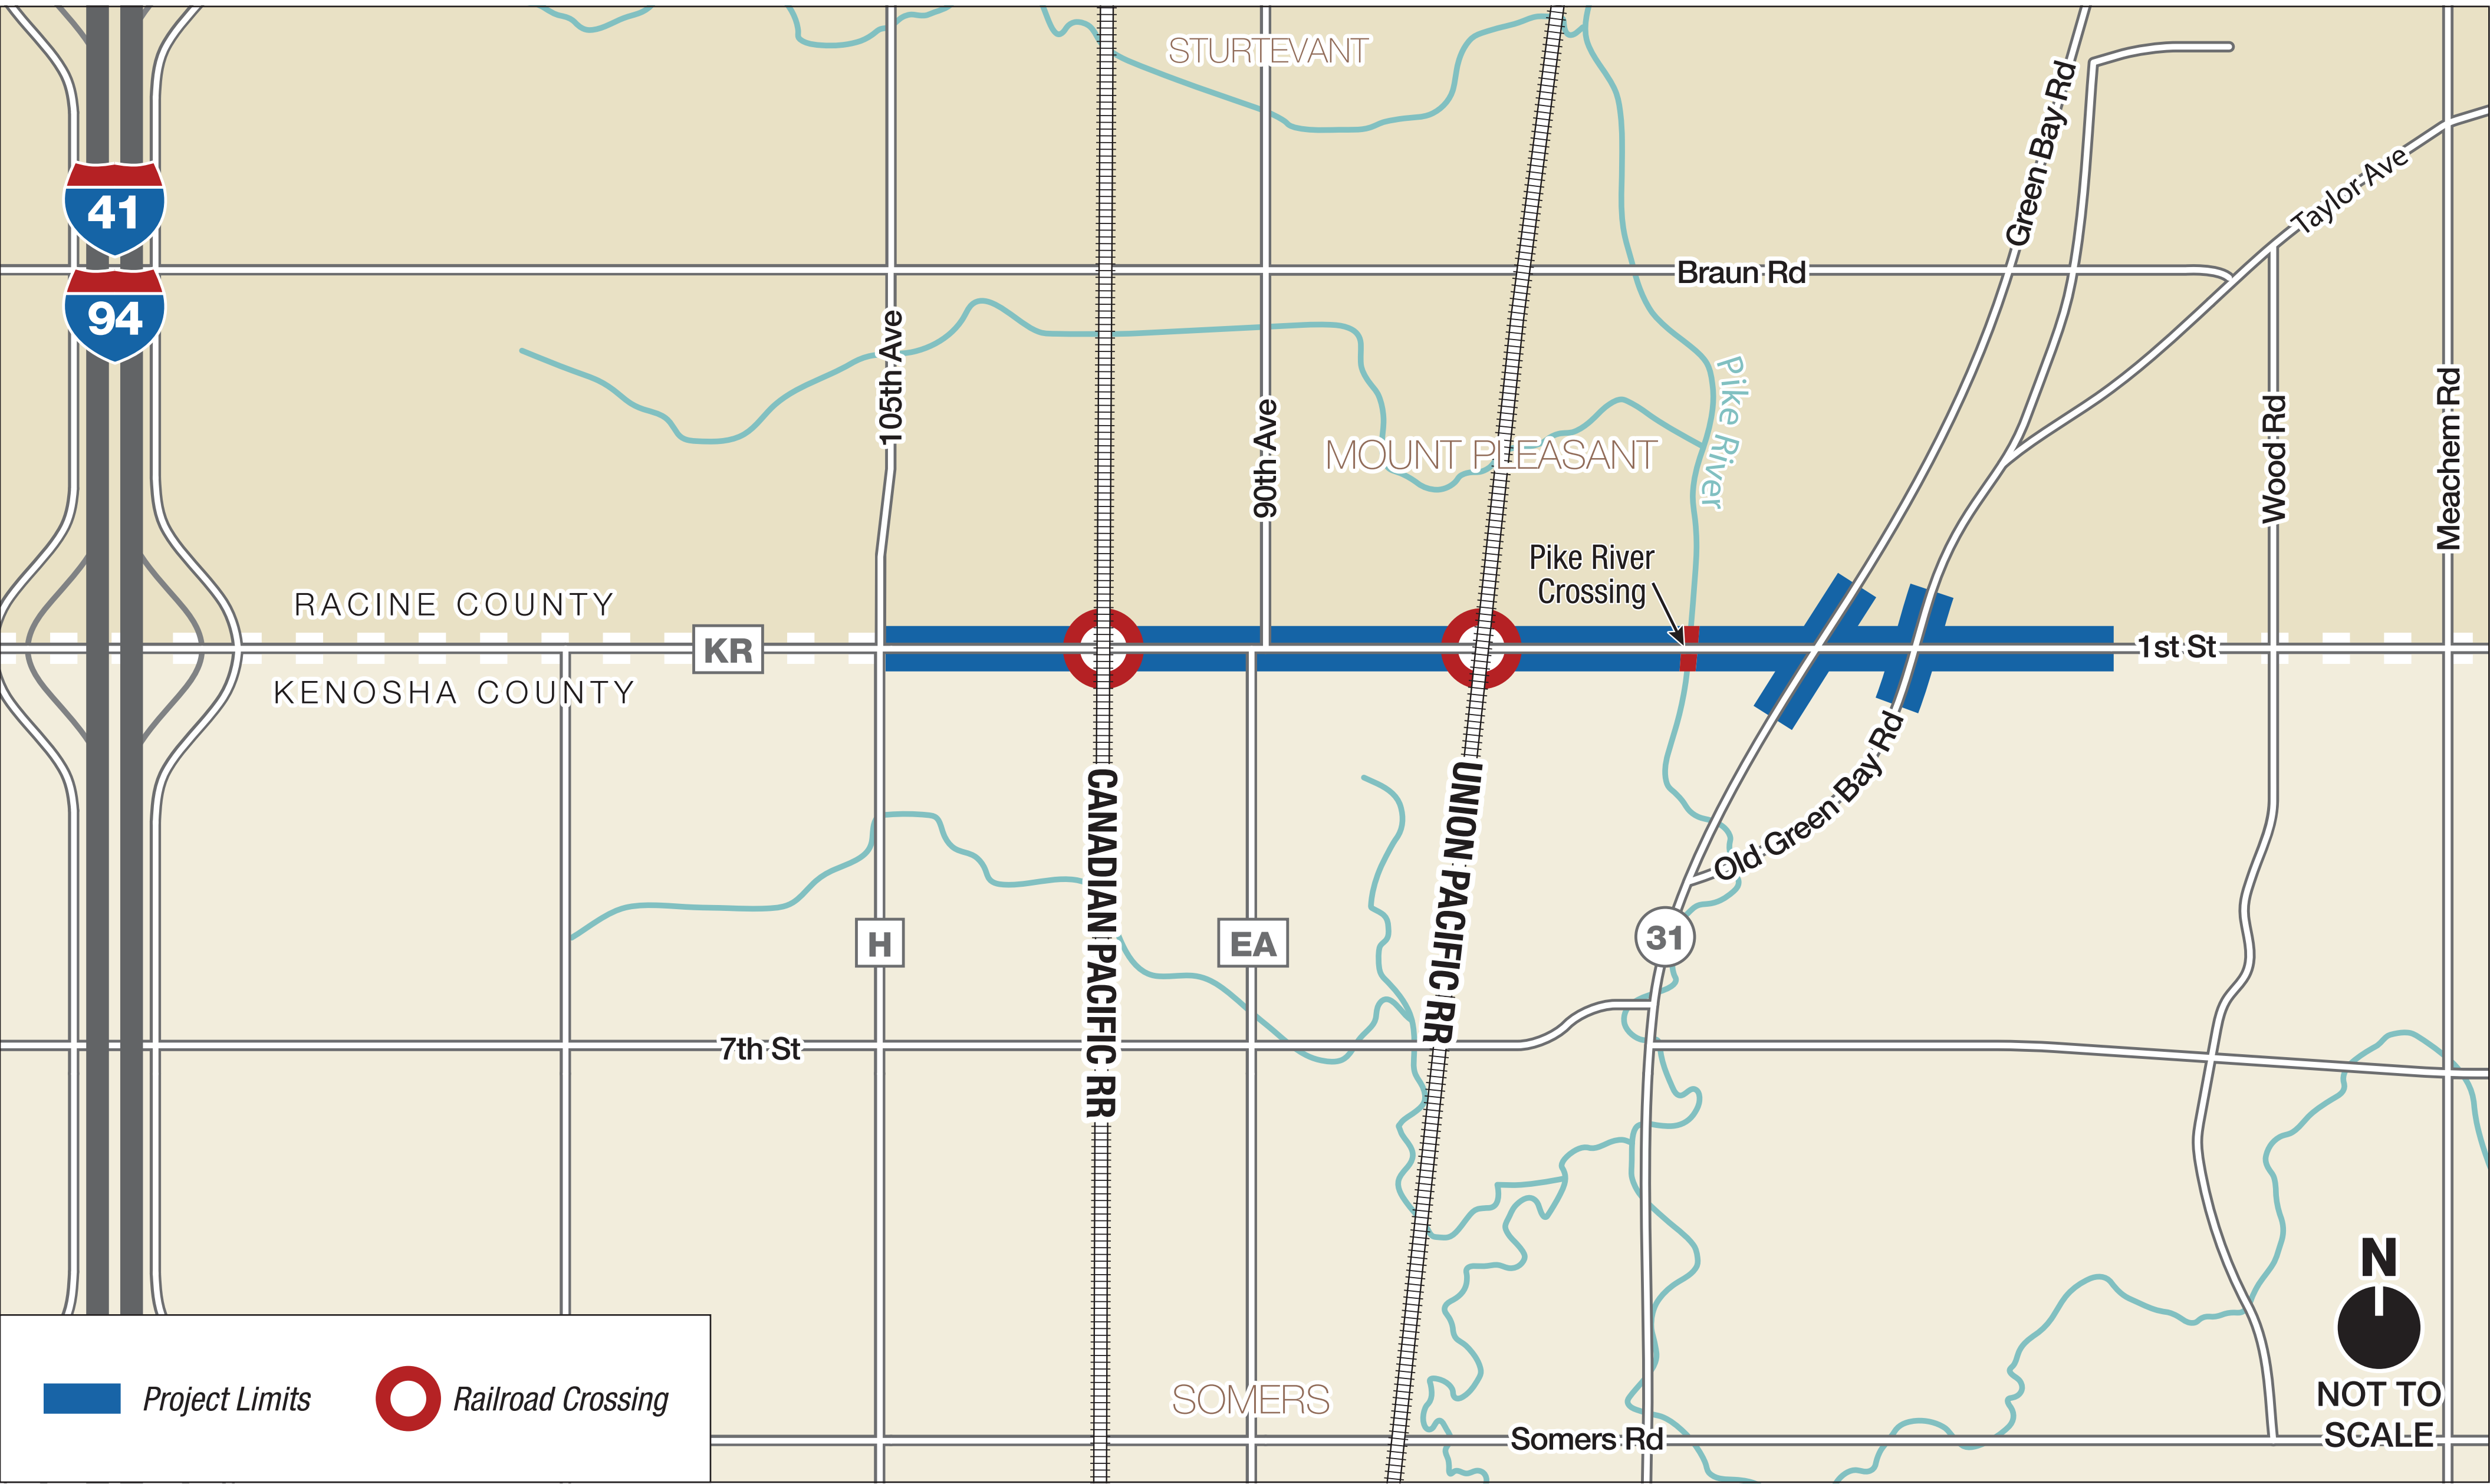 STURTEVANT
41
94
Green Bay Rd
Taylor Ave
Braun Rd
105th Ave
90th Ave
Pike River
MOUNT PLEASANT
Wood Rd
Meachem Rd
Pike River
Crossing
RACINE COUNTY
KR
1st St
KENOSHA COUNTY
Old Green Bay Rd
CANADIAN PACIFIC RR
UNION PACIFIC RR
H
EA
31
7th St
N
NOT TO
SCALE
Project Limits
Railroad Crossing
SOMERS
Somers Rd